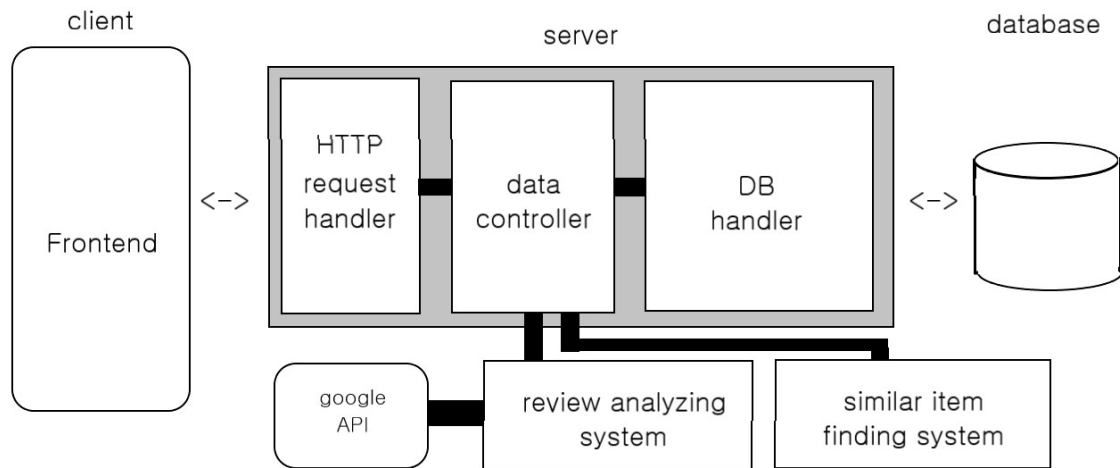 client
server
database
Frontend
<->
HTTP
request
handler
data
controller
DB
handler
<->
google
API
review analyzing
system
similar item
finding system